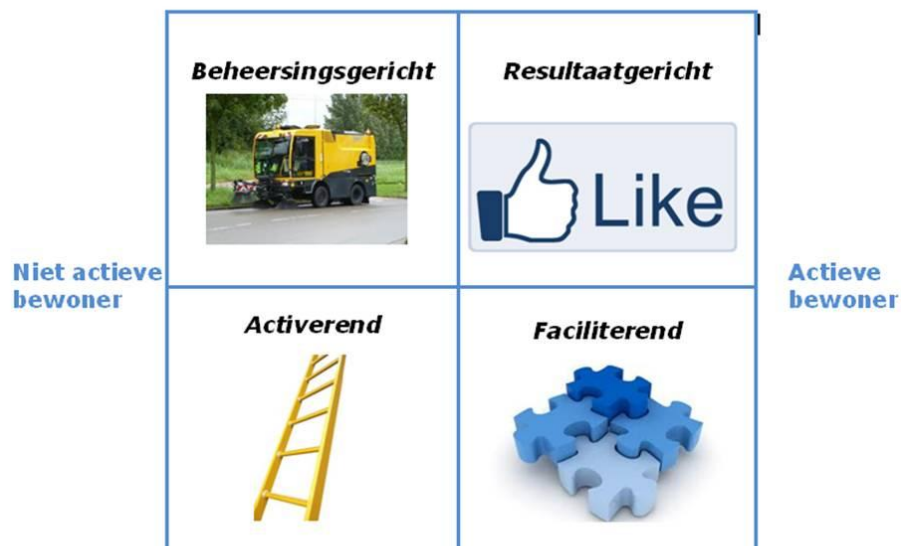 Beheersingsgericht
Resultaatgericht
Like
Niet actieve
bewoner
Actieve
bewoner
Activerend
Faciliterend